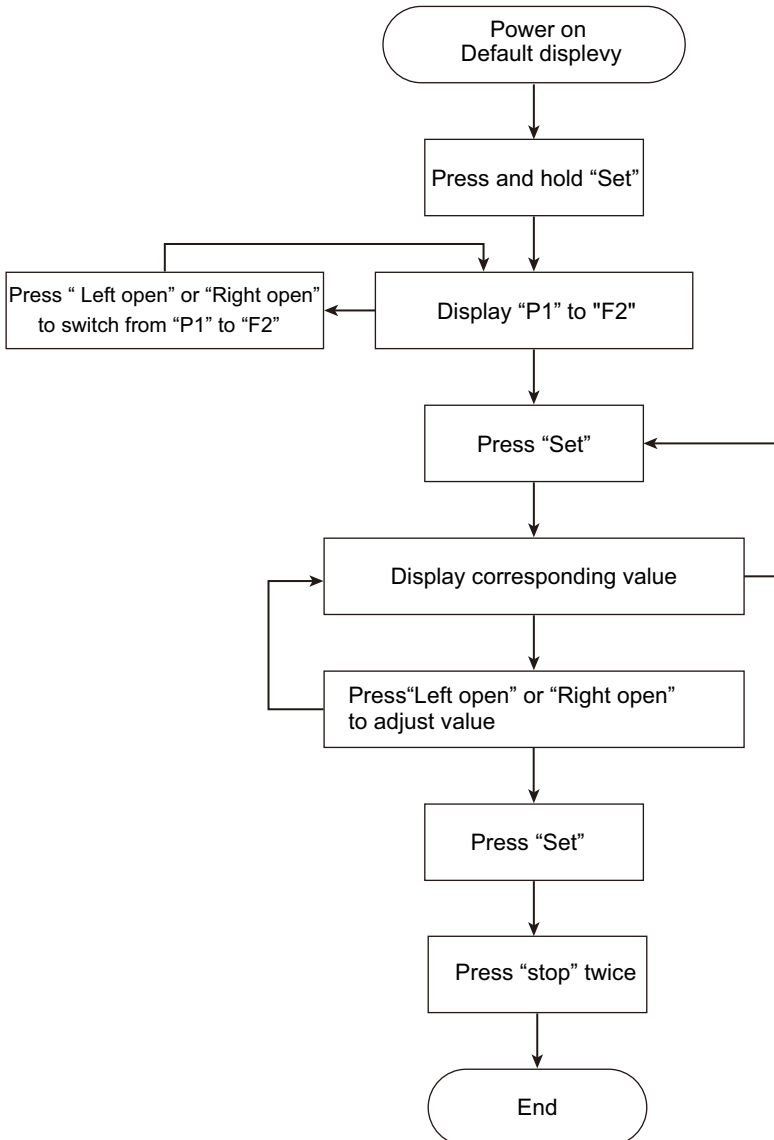 Power on
Default displevy
Press and hold “Set”
Press “ Left open” or “Right open”
to switch from “P1” to “F2”
Display “P1” to "F2"
Press “Set”
Display corresponding value
Press“Left open” or “Right open”
to adjust value
Press “Set”
Press “stop” twice
End